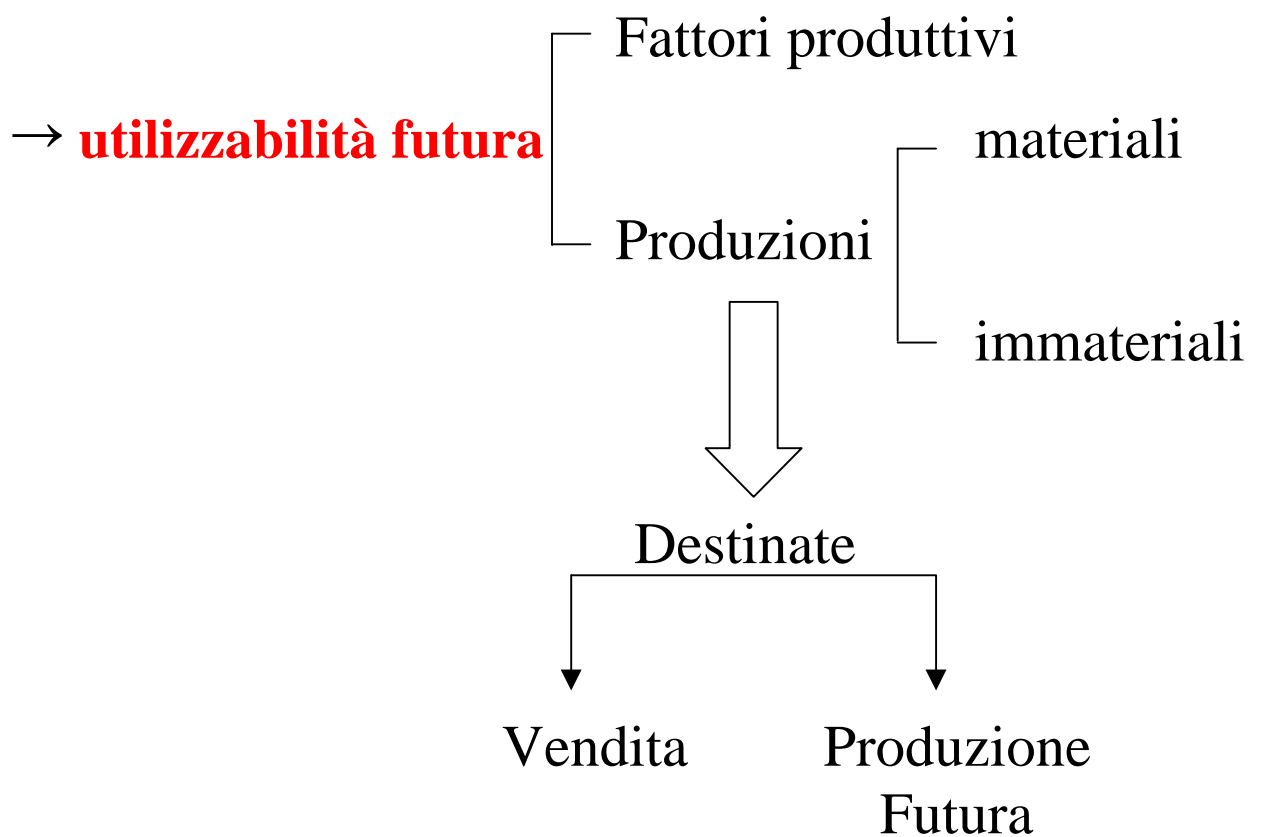 Fattori produttivi
→ utilizzabilità futura
materiali
Produzioni
immateriali
Destinate
Vendita
Produzione
Futura